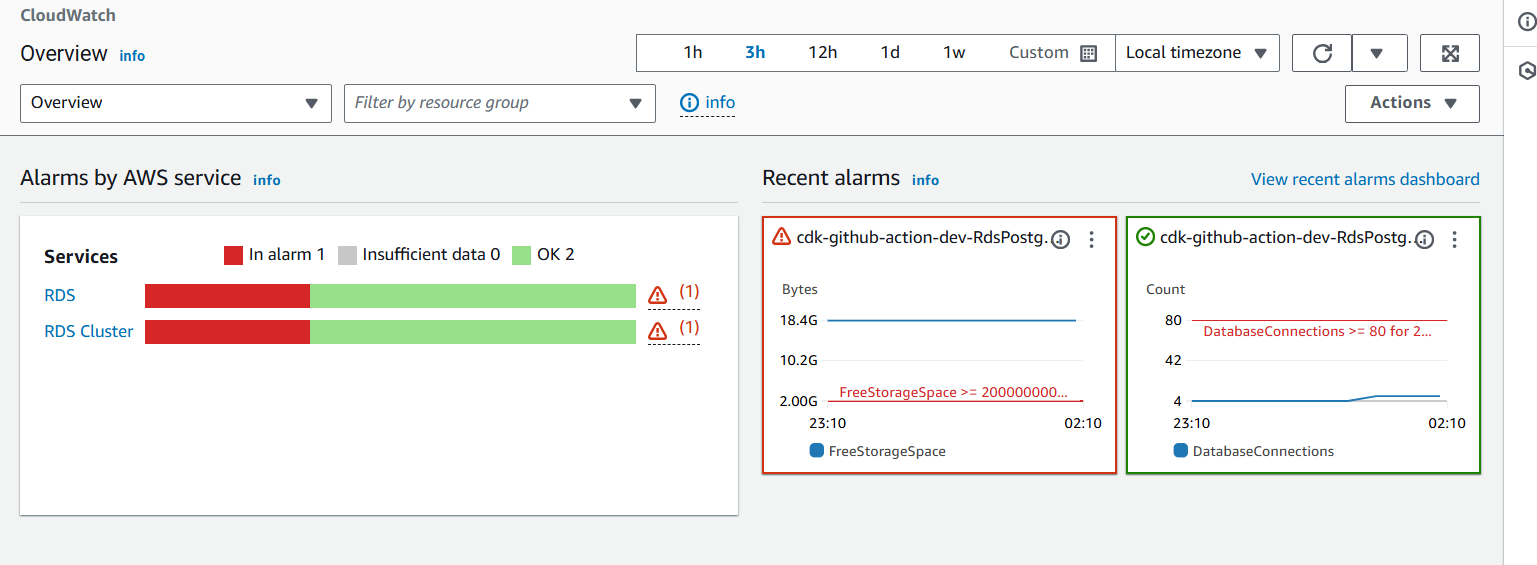 CloudWatch
Overview info
1h 3h 12h 1d 1w Custom Local timezone
Overview Filter by resource group info Actions
Alarms by AWS service info
Services In alarm 1 Insufficient data 0 OK 2
RDS (1)
RDS Cluster (1)
Recent alarms info View recent alarms dashboard
cdk-github-action-dev-RdsPostg...
Bytes
18.4G
10.2G
FreeStorageSpace >= 200000000...
2.00G
23:10 02:10
FreeStorageSpace
cdk-github-action-dev-RdsPostg...
Count
80
DatabaseConnections >= 80 for 2...
42
4
23:10 02:10
DatabaseConnections